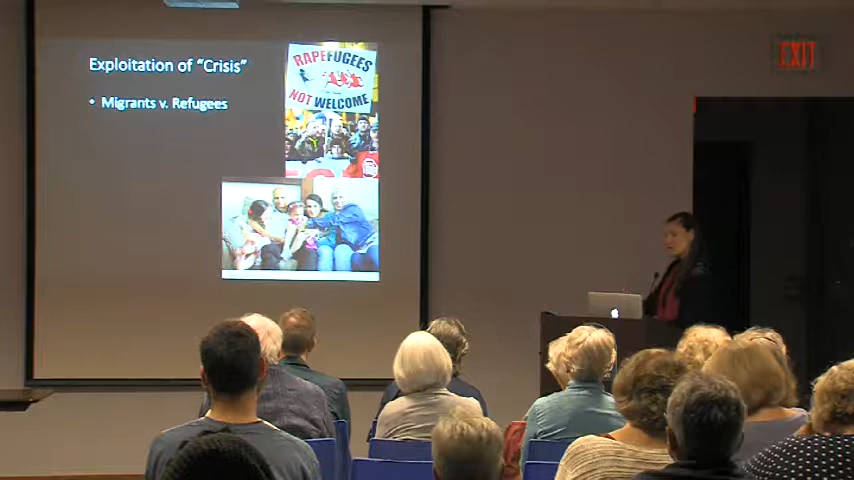 Exploitation of “Crisis”
• Migrants v. Refugees
RAPEFUGEES
NOT WELCOME
EXIT